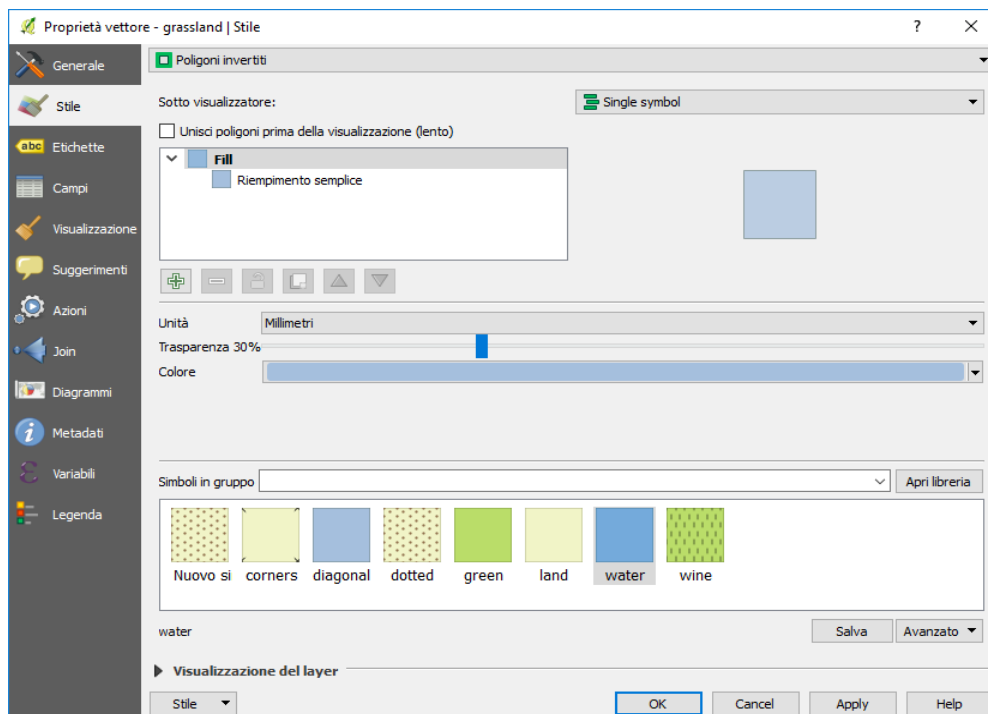 Proprietà vettore - grassland | Stile
?
Generale
Stile
abc Etichette
Campi
Visualizzazione
Suggerimenti
Azioni
Join
Diagrammi
Metadati
Variabili
Legenda
Poligoni invertiti
Sotto visualizzatore:
Single symbol
Unisci poligoni prima della visualizzazione (lento)
Fill
Riempimento semplice
Unità
Millimetri
Trasparenza 30%
Colore
Simboli in gruppo
Apri libreria
Nuovo si corners diagonal dotted green land water wine
water
Salva
Avanzato
Visualizzazione del layer
Stile
OK
Cancel
Apply
Help